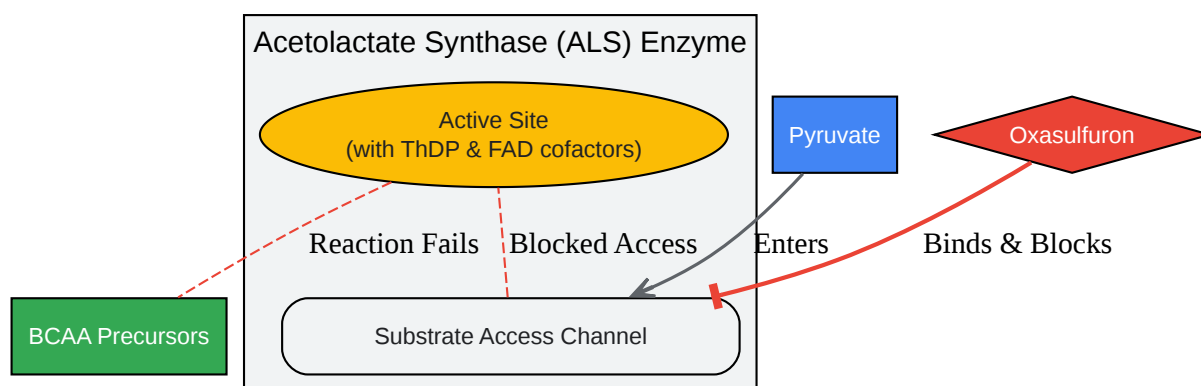 Acetolactate Synthase (ALS) Enzyme
Active Site
(with ThDP & FAD cofactors)
Pyruvate
Oxasulfuron
Reaction Fails
Blocked Access
Enters
Binds & Blocks
BCAA Precursors
Substrate Access Channel